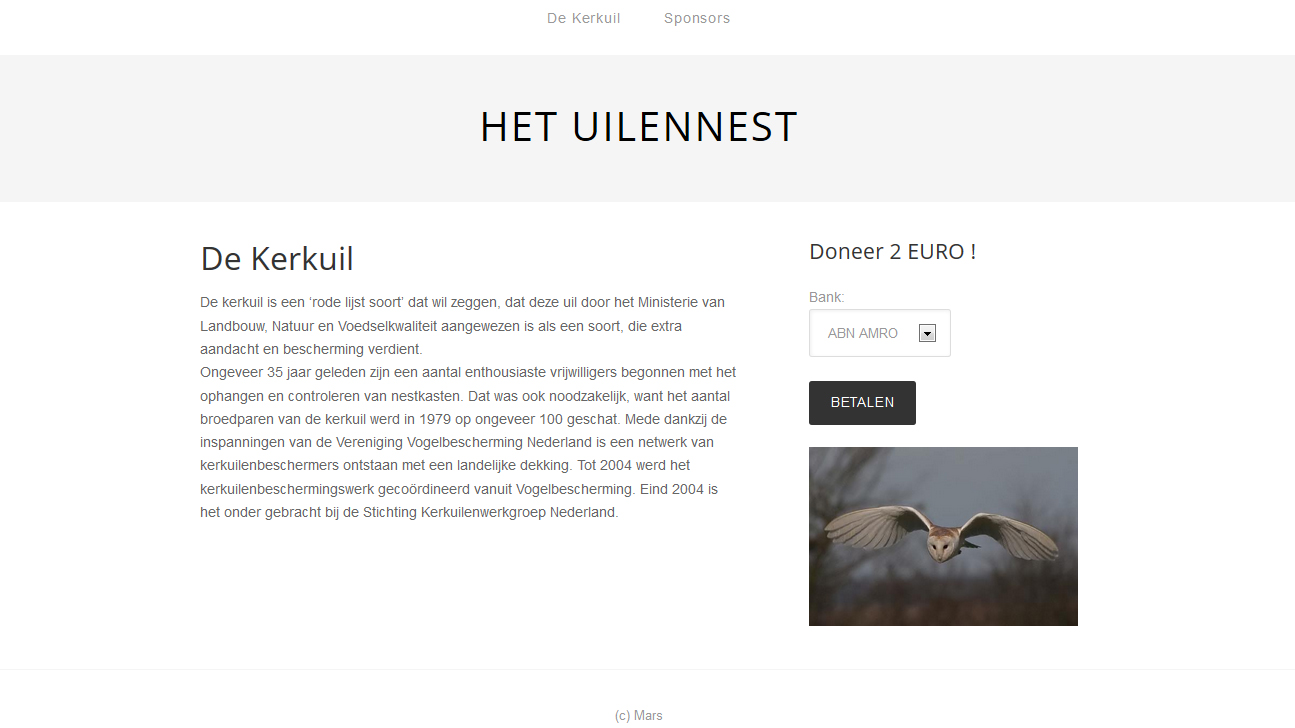 De Kerkuil Sponsors
HET UILENNEST
De Kerkuil
De kerkuil is een ‘rode lijst soort’ dat wil zeggen, dat deze uil door het Ministerie van
Landbouw, Natuur en Voedselkwaliteit aangewezen is als een soort, die extra
aandacht en bescherming verdient.
Ongeveer 35 jaar geleden zijn een aantal enthousiaste vrijwilligers begonnen met het
ophangen en controleren van nestkasten. Dat was ook noodzakelijk, want het aantal
broedparen van de kerkuil werd in 1979 op ongeveer 100 geschat. Mede dankzij de
inspanningen van de Vereniging Vogelbescherming Nederland is een netwerk van
kerkuilenbeschermers ontstaan met een landelijke dekking. Tot 2004 werd het
kerkuilenbeschermingswerk gecoördineerd vanuit Vogelbescherming. Eind 2004 is
het onder gebracht bij de Stichting Kerkuilenwerkgroep Nederland.
Doneer 2 EURO !
Bank:
ABN AMRO
BETALEN
(c) Mars